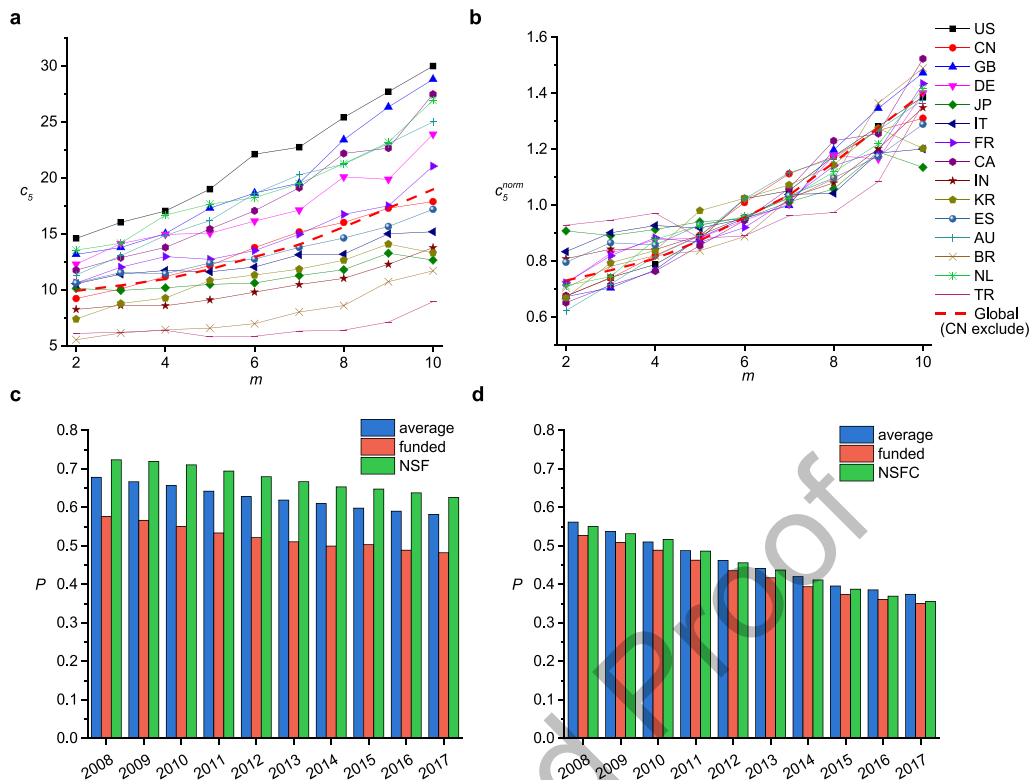 a
30
25
20
15
10
5
c5
2
4
6
8
10
m
b
1.6
1.4
1.2
1.0
0.8
0.6
c5norm
2
4
6
8
10
m
US
CN
GB
DE
JP
IT
FR
CA
IN
KR
ES
AU
BR
NL
TR
Global
(CN exclude)
c
0.8
0.7
0.6
0.5
0.4
0.3
0.2
0.1
0.0
P
average
funded
NSF
2008
2009
2010
2011
2012
2013
2014
2015
2016
2017
d
0.8
0.7
0.6
0.5
0.4
0.3
0.2
0.1
0.0
P
average
funded
NSFC
2008
2009
2010
2011
2012
2013
2014
2015
2016
2017
d Proof